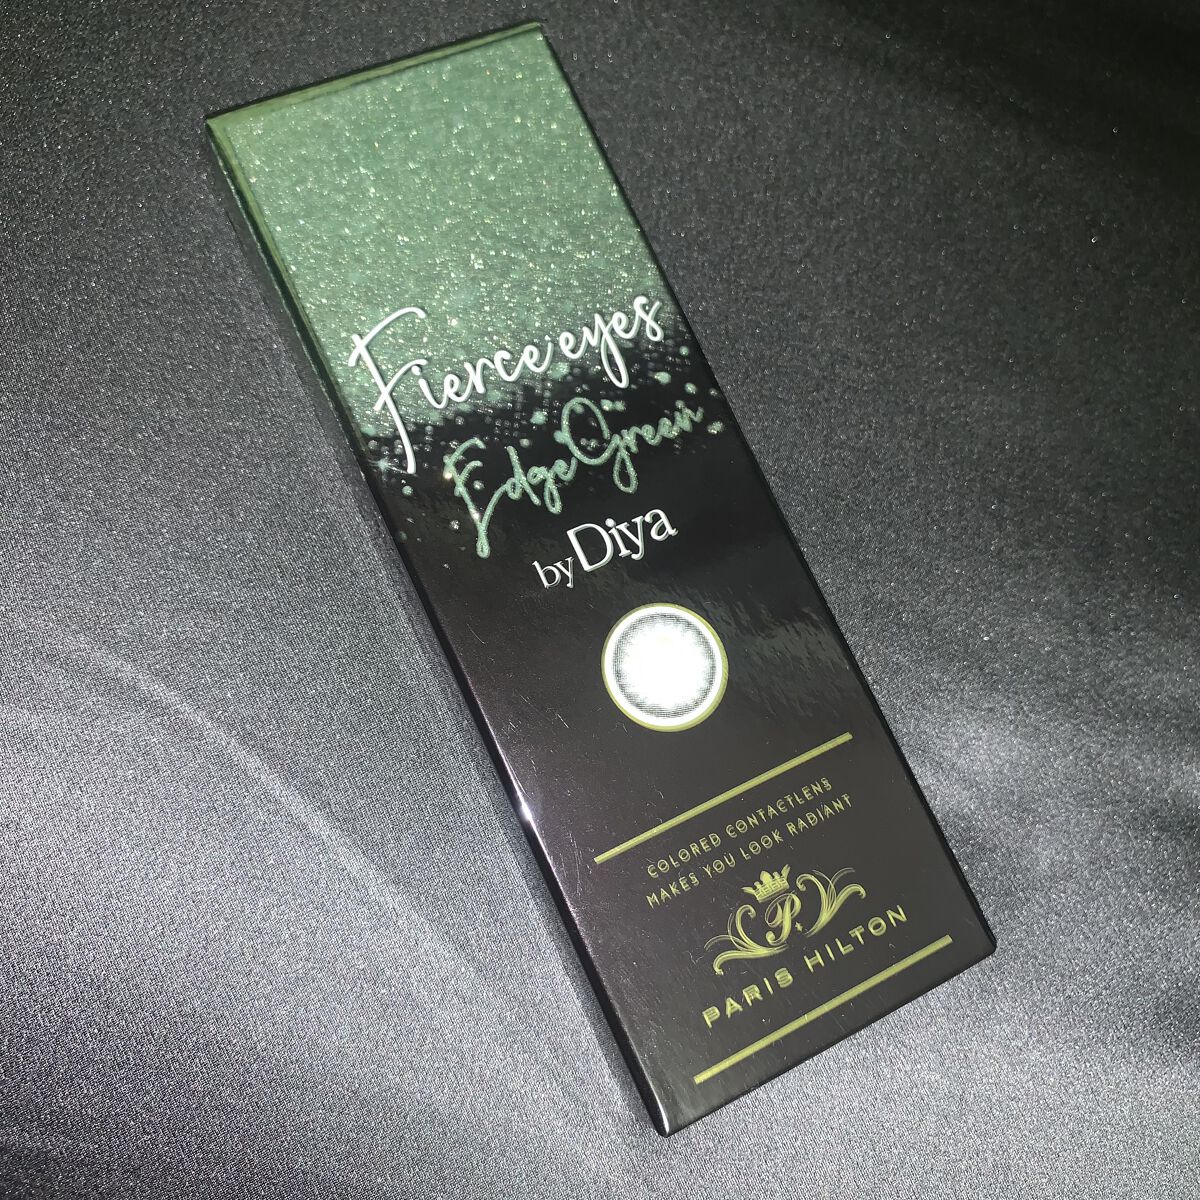 Fierce eyes
Edge Green
by Diya
COLORED CONTACTLENS
MAKES YOU LOOK RADIANT
P
PARIS HILTON